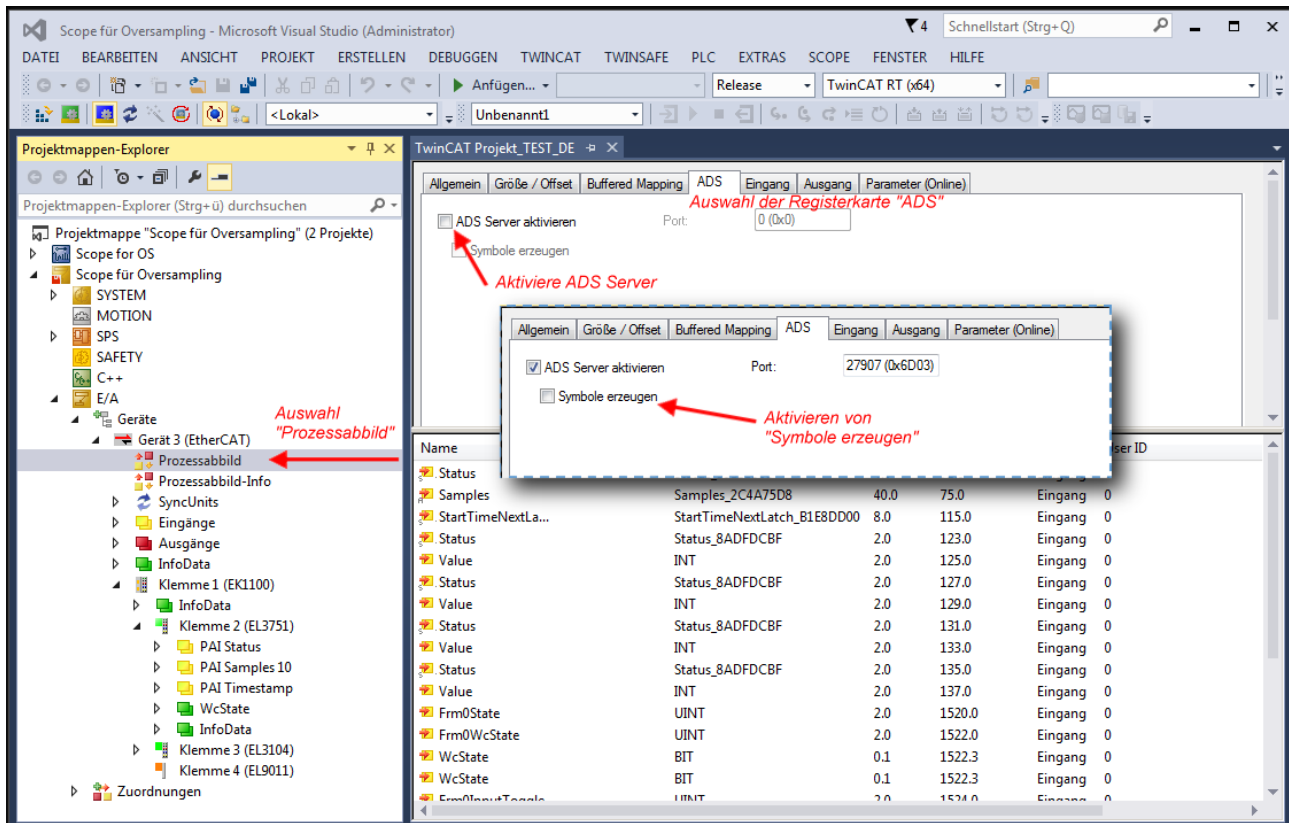 Scope für Oversampling - Microsoft Visual Studio (Administrator)
4
Schnellstart (Strg+Q)
DATEI BEARBEITEN ANSICHT PROJEKT ERSTELLEN DEBUGGEN TWINCAT TWINSAFE PLC EXTRAS SCOPE FENSTER HILFE
Anfügen... Release TwinCAT RT (x64)
<Lokal> Unbenannt1
Projektmappen-Explorer
Projektmappen-Explorer (Strg+ü) durchsuchen
Projektmappe "Scope für Oversampling" (2 Projekte)
Scope for OS
Scope für Oversampling
SYSTEM
MOTION
SPS
SAFETY
C++
E/A
Geräte
Gerät 3 (EtherCAT)
Prozessabbild
Prozessabbild-Info
SyncUnits
Eingänge
Ausgänge
InfoData
Klemme 1 (EK1100)
InfoData
Klemme 2 (EL3751)
PAI Status
PAI Samples 10
PAI Timestamp
WcState
InfoData
Klemme 3 (EL3104)
Klemme 4 (EL9011)
Zuordnungen
Auswahl
"Prozessabbild"
TwinCAT Projekt_TEST_DE
Allgemein Größe / Offset Buffered Mapping ADS Eingang Ausgang Parameter (Online)
Auswahl der Registerkarte "ADS"
ADS Server aktivieren Port: 0 (0x0)
Symbole erzeugen
Aktiviere ADS Server
Allgemein Größe / Offset Buffered Mapping ADS Eingang Ausgang Parameter (Online)
ADS Server aktivieren Port: 27907 (0x6D03)
Symbole erzeugen
Aktivieren von
"Symbole erzeugen"
Name ser ID
Status
Samples Samples_2C4A75D8 40.0 75.0 Eingang 0
StartTimeNextLa... StartTimeNextLatch_B1E8DD00 8.0 115.0 Eingang 0
Status Status_8ADFDCBF 2.0 123.0 Eingang 0
Value INT 2.0 125.0 Eingang 0
Status Status_8ADFDCBF 2.0 127.0 Eingang 0
Value INT 2.0 129.0 Eingang 0
Status Status_8ADFDCBF 2.0 131.0 Eingang 0
Value INT 2.0 133.0 Eingang 0
Status Status_8ADFDCBF 2.0 135.0 Eingang 0
Value INT 2.0 137.0 Eingang 0
Frm0State UINT 2.0 1520.0 Eingang 0
Frm0WcState UINT 2.0 1522.0 Eingang 0
WcState BIT 0.1 1522.3 Eingang 0
WcState BIT 0.1 1522.3 Eingang 0
Frm0InputToggle UINT 2.0 1524.0 Eingang 0